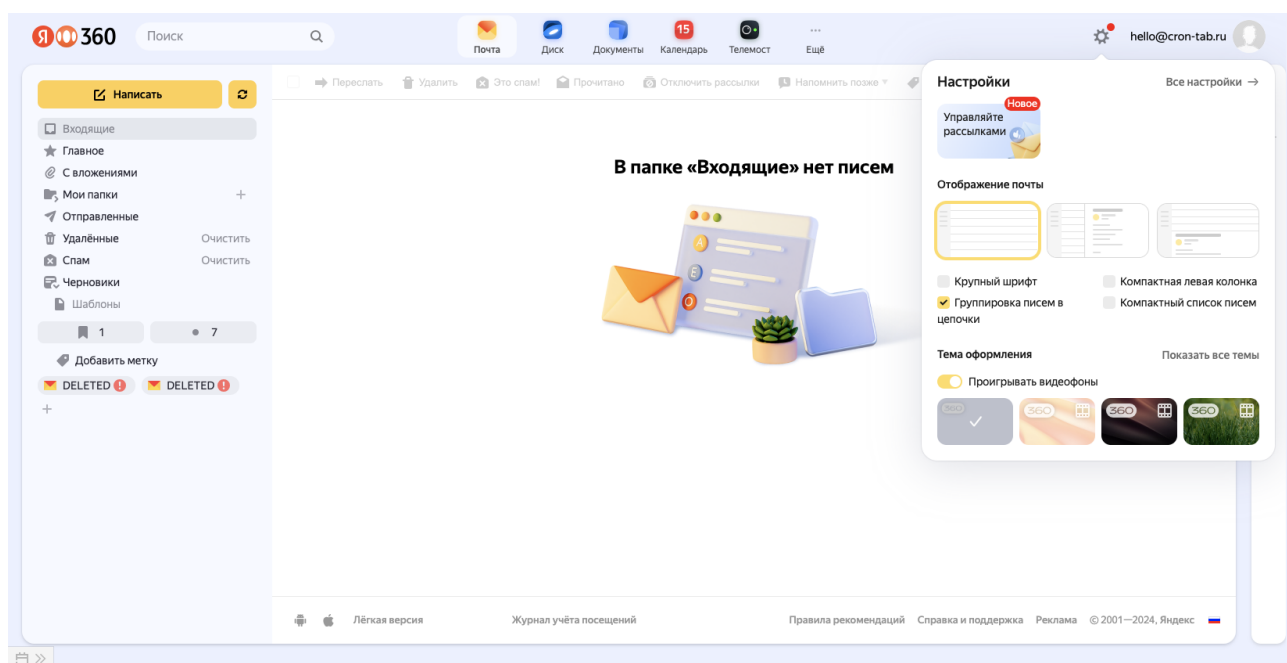 Я 360
Поиск
Почта
Диск
Документы
15
Календарь
Телемост
Ещё
hello@cron-tab.ru
Написать
Входящие
Главное
С вложениями
Мои папки
Отправленные
Удалённые Очистить
Спам Очистить
Черновики
Шаблоны
1 7
Добавить метку
DELETED DELETED
Переслать Удалить Это спам! Прочитано Отключить рассылки Напомнить позже
В папке «Входящие» нет писем
Настройки Все настройки →
Новое
Управляйте
рассылками
Отображение почты
Крупный шрифт
Группировка писем в
цепочки
Компактная левая колонка
Компактный список писем
Тема оформления Показать все темы
Проигрывать видеофоны
360 360 360 360
Лёгкая версия Журнал учёта посещений Правила рекомендаций Справка и поддержка Реклама © 2001—2024, Яндекс